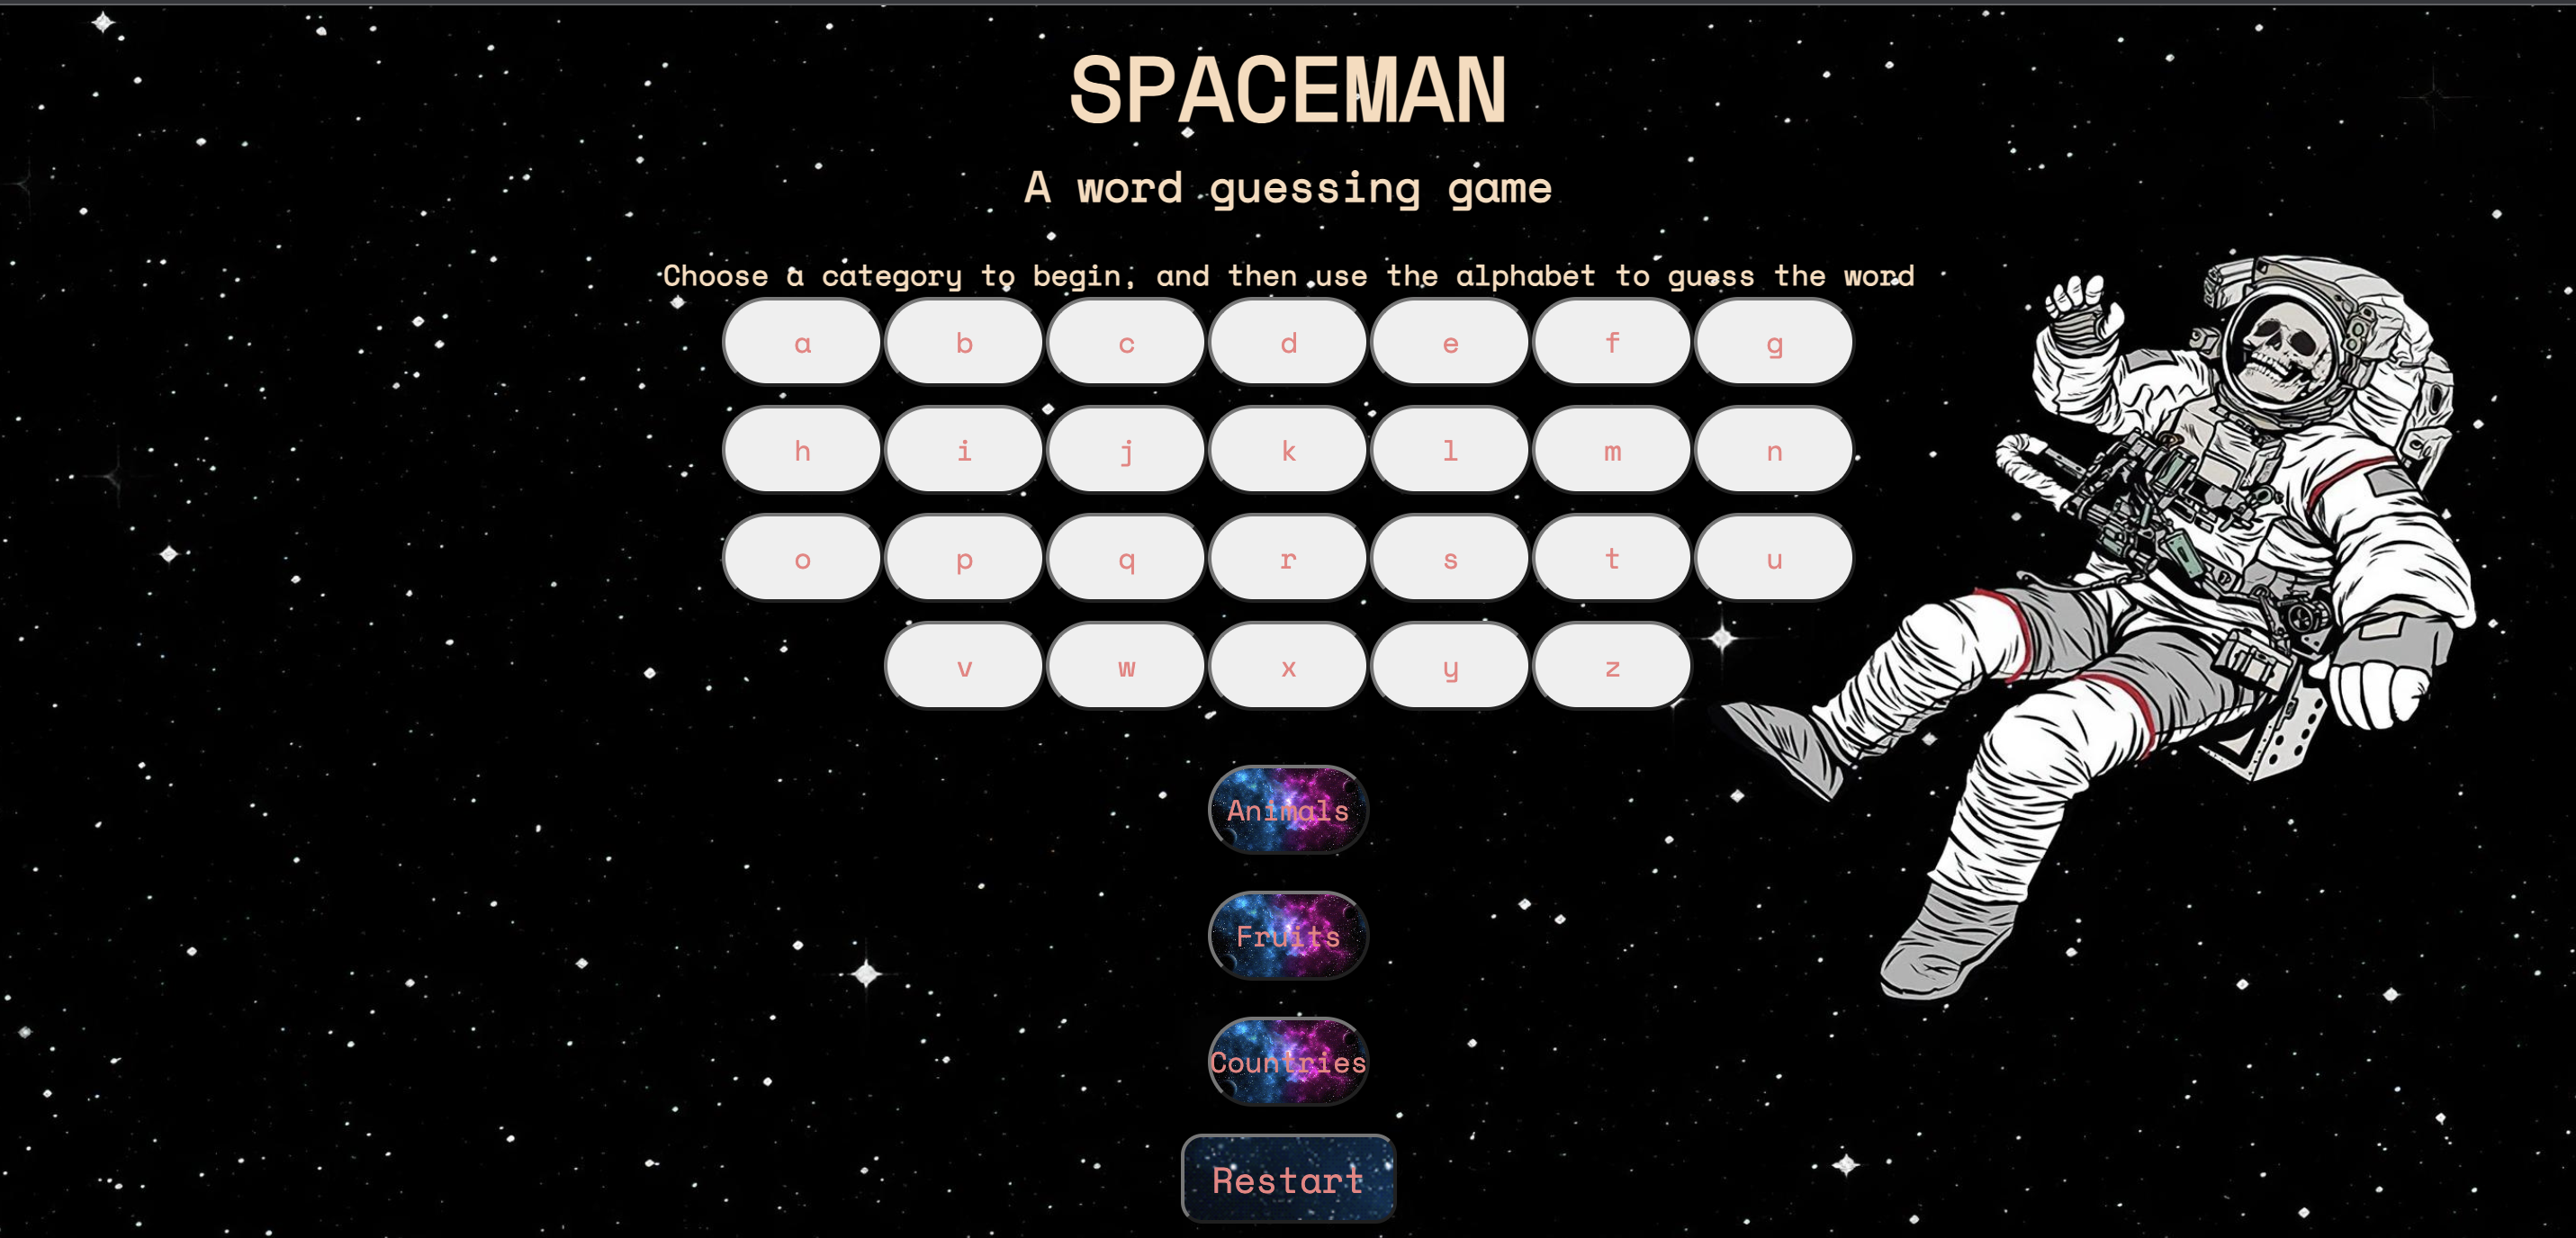 SPACEMAN
A word guessing game
Choose a category to begin, and then use the alphabet to guess the word
a b c d e f g
h i j k l m n
o p q r s t u
v w x y z
Animals
Fruits
Countries
Restart